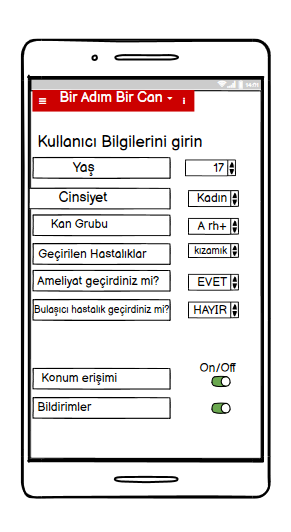 Bir Adım Bir Can
Kullanıcı Bilgilerini girin
Yaş 17
Cinsiyet Kadın
Kan Grubu A rh+
Geçirilen Hastalıklar kızamık
Ameliyat geçirdiniz mi? EVET
Bulaşıcı hastalık geçirdiniz mi? HAYIR
On/Off
Konum erişimi
Bildirimler